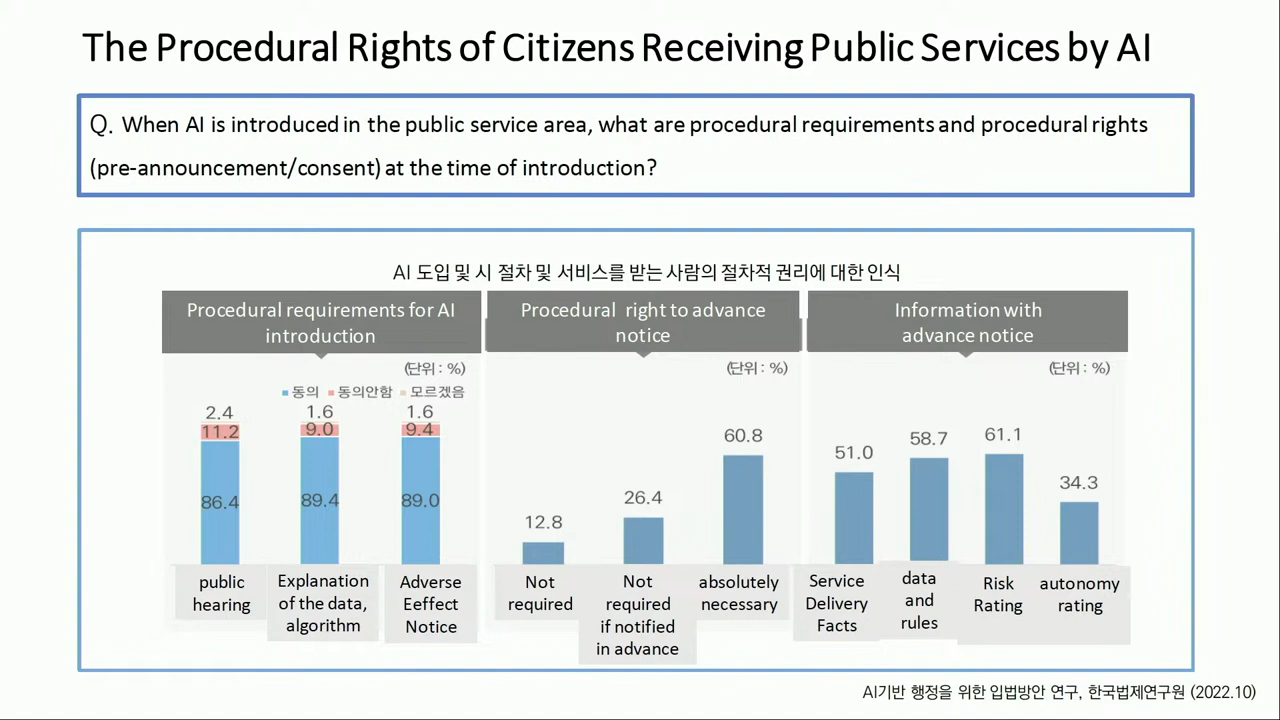 The Procedural Rights of Citizens Receiving Public Services by AI
Q. When AI is introduced in the public service area, what are procedural requirements and procedural rights
(pre-announcement/consent) at the time of introduction?
AI 도입 및 시 절차 및 서비스를 받는 사람의 절차적 권리에 대한 인식
Procedural requirements for AI
introduction
(단위 : %)
동의 동의안함 모르겠음
2.4 1.6 1.6
11.2 9.0 9.4
86.4 89.4 89.0
public
hearing
Explanation
of the data,
algorithm
Adverse
Eeffect
Notice
Procedural right to advance
notice
(단위 : %)
12.8
26.4
60.8
Not
required
Not
required
if notified
in advance
absolutely
necessary
Information with
advance notice
(단위 : %)
51.0
58.7
61.1
34.3
Service
Delivery
Facts
data
and
rules
Risk
Rating
autonomy
rating
AI기반 행정을 위한 입법방안 연구, 한국법제연구원 (2022.10)